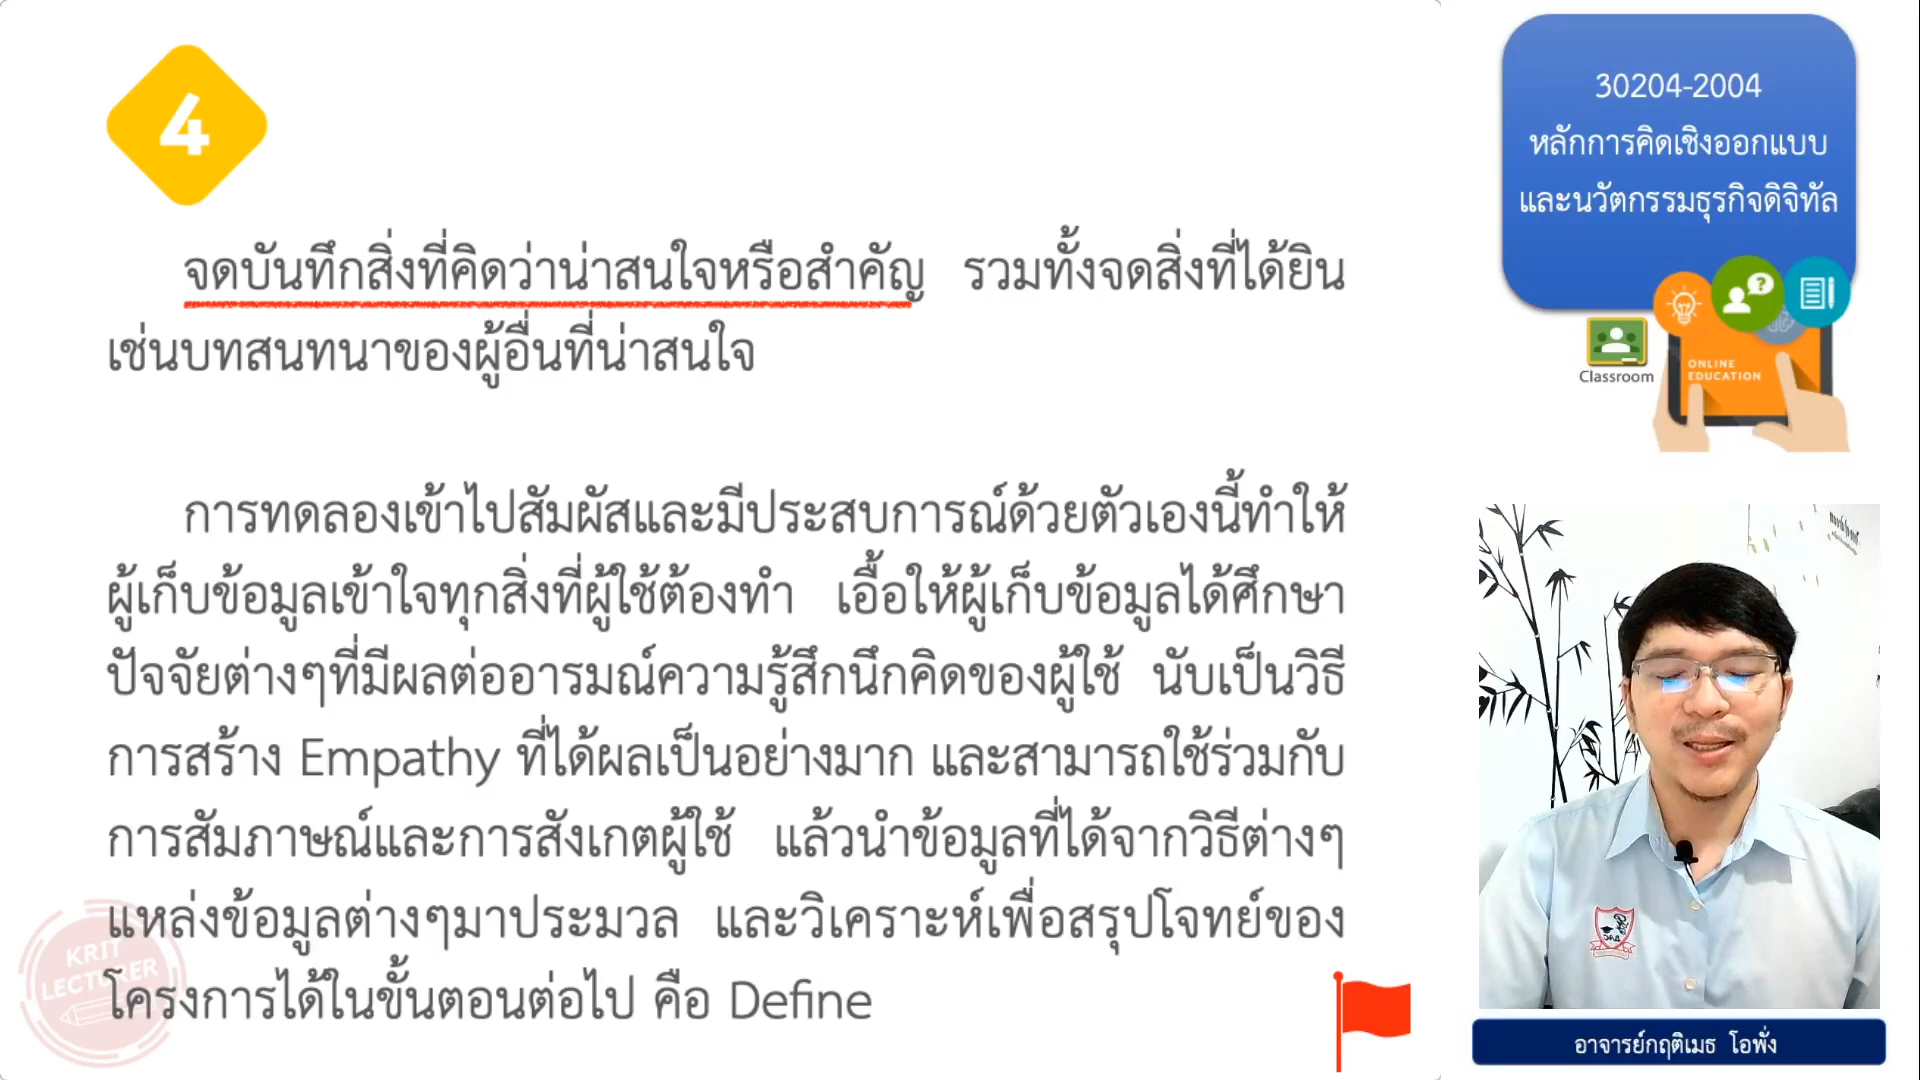 4
จดบันทึกสิ่งที่คิดว่าน่าสนใจหรือสำคัญ รวมทั้งจดสิ่งที่ได้ยิน
เช่นบทสนทนาของผู้อื่นที่น่าสนใจ
การทดลองเข้าไปสัมผัสและมีประสบการณ์ด้วยตัวเองนี้ทำให้
ผู้เก็บข้อมูลเข้าใจทุกสิ่งที่ผู้ใช้ต้องทำ เอื้อให้ผู้เก็บข้อมูลได้ศึกษา
ปัจจัยต่างๆที่มีผลต่ออารมณ์ความรู้สึกนึกคิดของผู้ใช้ นับเป็นวิธี
การสร้าง Empathy ที่ได้ผลเป็นอย่างมาก และสามารถใช้ร่วมกับ
การสัมภาษณ์และการสังเกตผู้ใช้ แล้วนำข้อมูลที่ได้จากวิธีต่างๆ
แหล่งข้อมูลต่างๆมาประมวล และวิเคราะห์เพื่อสรุปโจทย์ของ
โครงการได้ในขั้นตอนต่อไป คือ Define
KRIT
LECTURER
30204-2004
หลักการคิดเชิงออกแบบ
และนวัตกรรมธุรกิจดิจิทัล
?
Classroom
ONLINE
EDUCATION
อาจารย์กฤติเมธ โอพั่ง